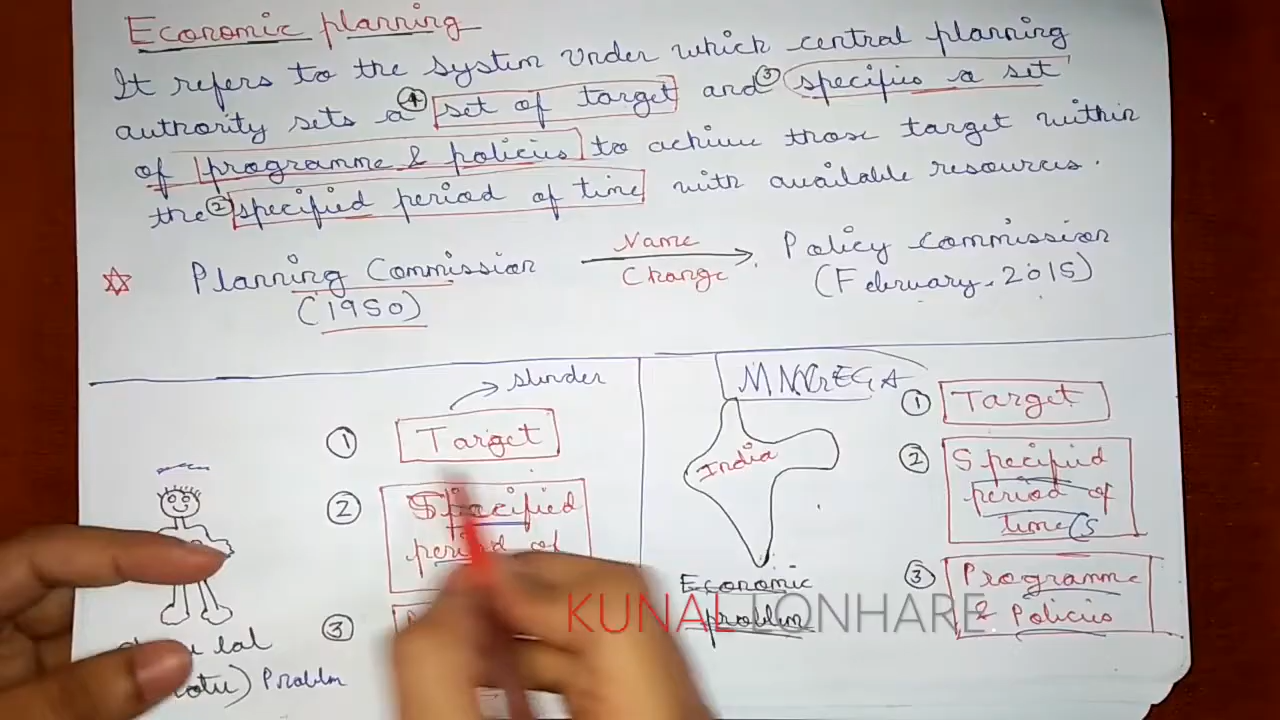 Economic planning
It refers to the system under which central planning
authority sets a ④ set of target and ③ specifies a set
of programme & policies to achieve those target within
the ② specified period of time with available resources.
Planning Commission Name Change Policy Commission
(1950) (February, 2015)
slender
① Target
② Specified
period of
③
lal
Problem
MNREGA
India
Economic
problem
① Target
② Specified
period of
time (5
③ Programme
& Policies
KUNAL LONHARE